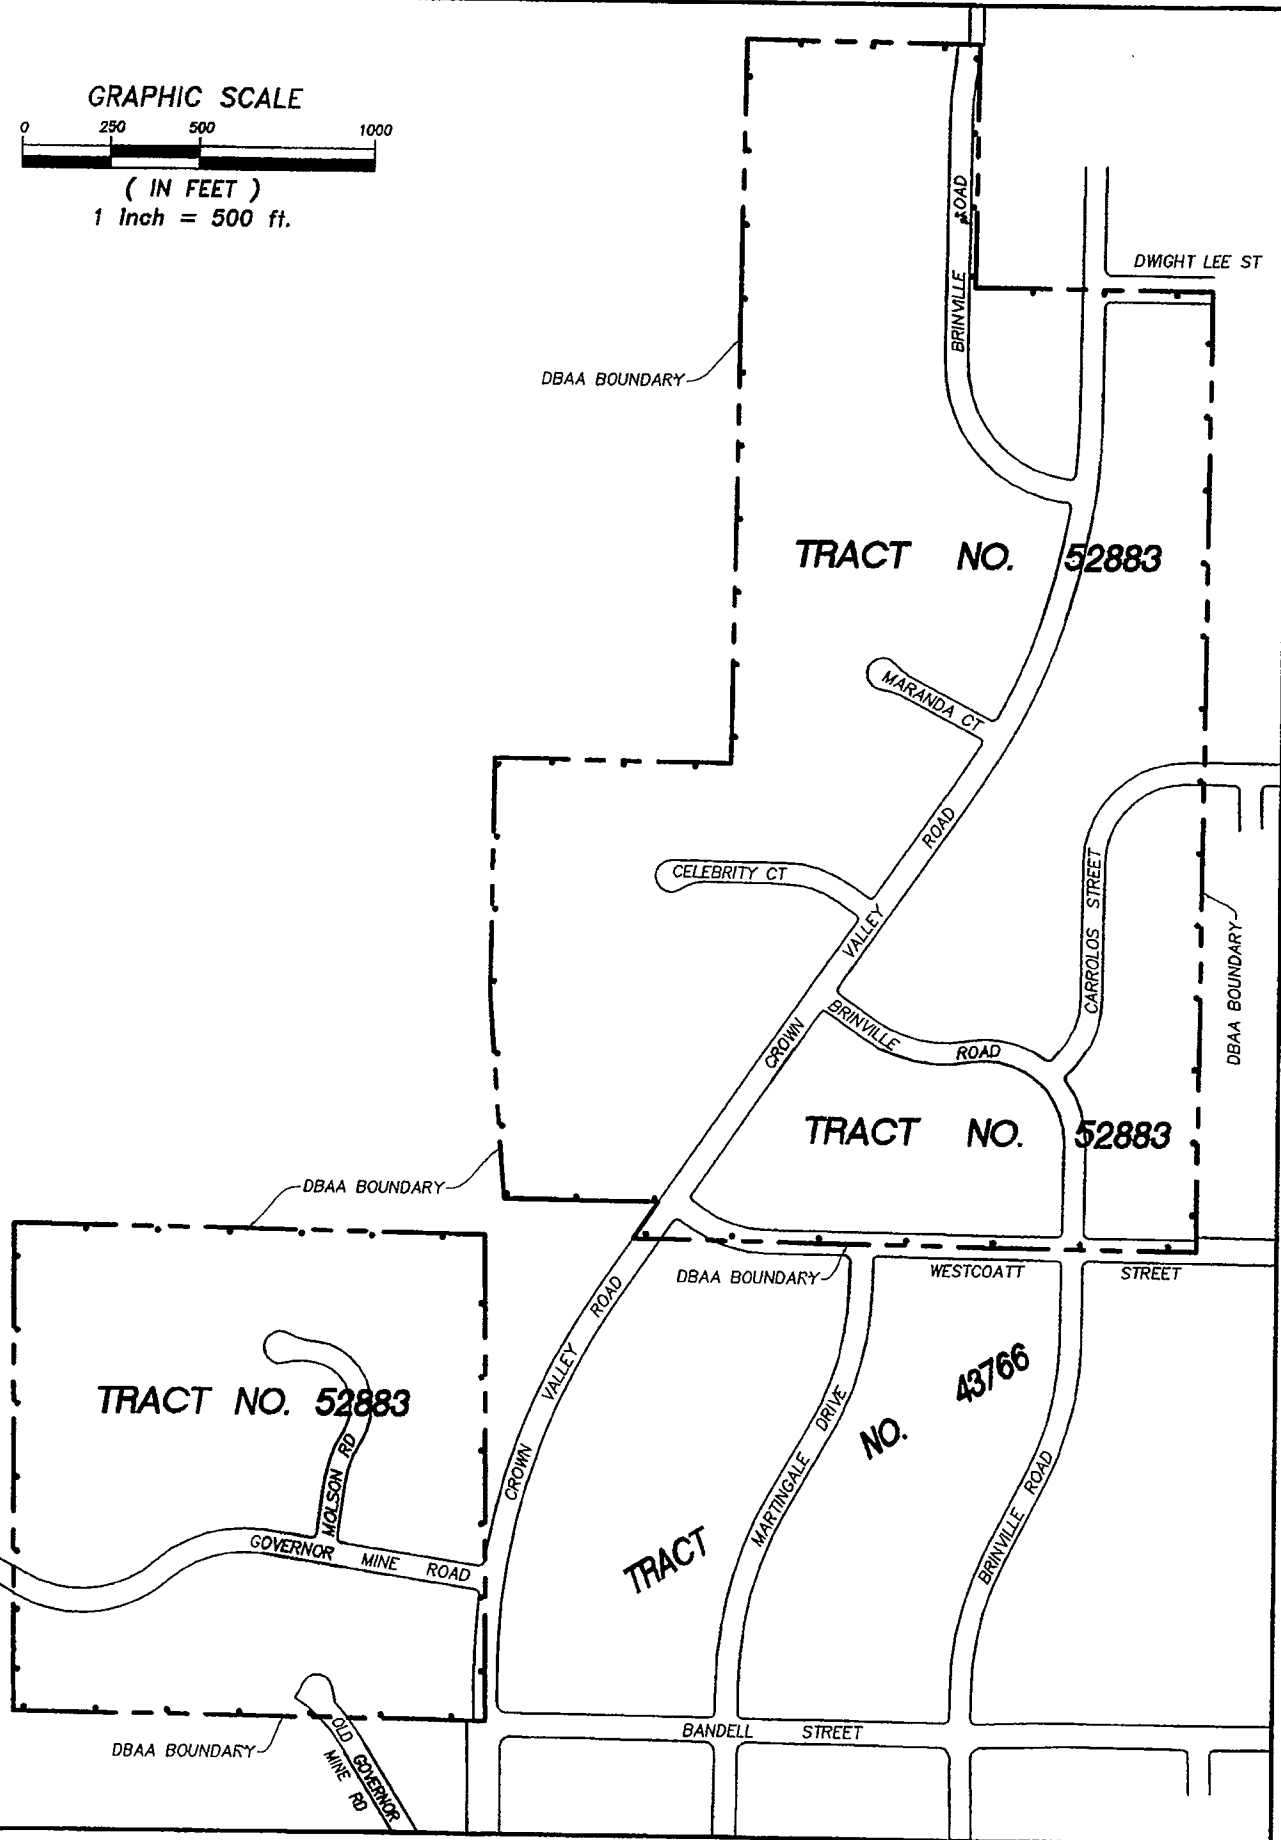 GRAPHIC SCALE
0 250 500 1000
( IN FEET )
1 Inch = 500 ft.
BRINVILLE ROAD
DWIGHT LEE ST
DBAA BOUNDARY
TRACT NO. 52883
MARANDA CT
CROWN VALLEY ROAD
CELEBRITY CT
CARROLOS STREET
DBAA BOUNDARY
BRINVILLE ROAD
TRACT NO. 52883
DBAA BOUNDARY
DBAA BOUNDARY
WESTCOATT STREET
CROWN VALLEY ROAD
TRACT NO. 52883
MOLSON RD
GOVERNOR MINE ROAD
TRACT NO. 43766
MARTINGALE DRIVE
BRINVILLE ROAD
BANDELL STREET
DBAA BOUNDARY
OLD GOVERNOR
MINE RD